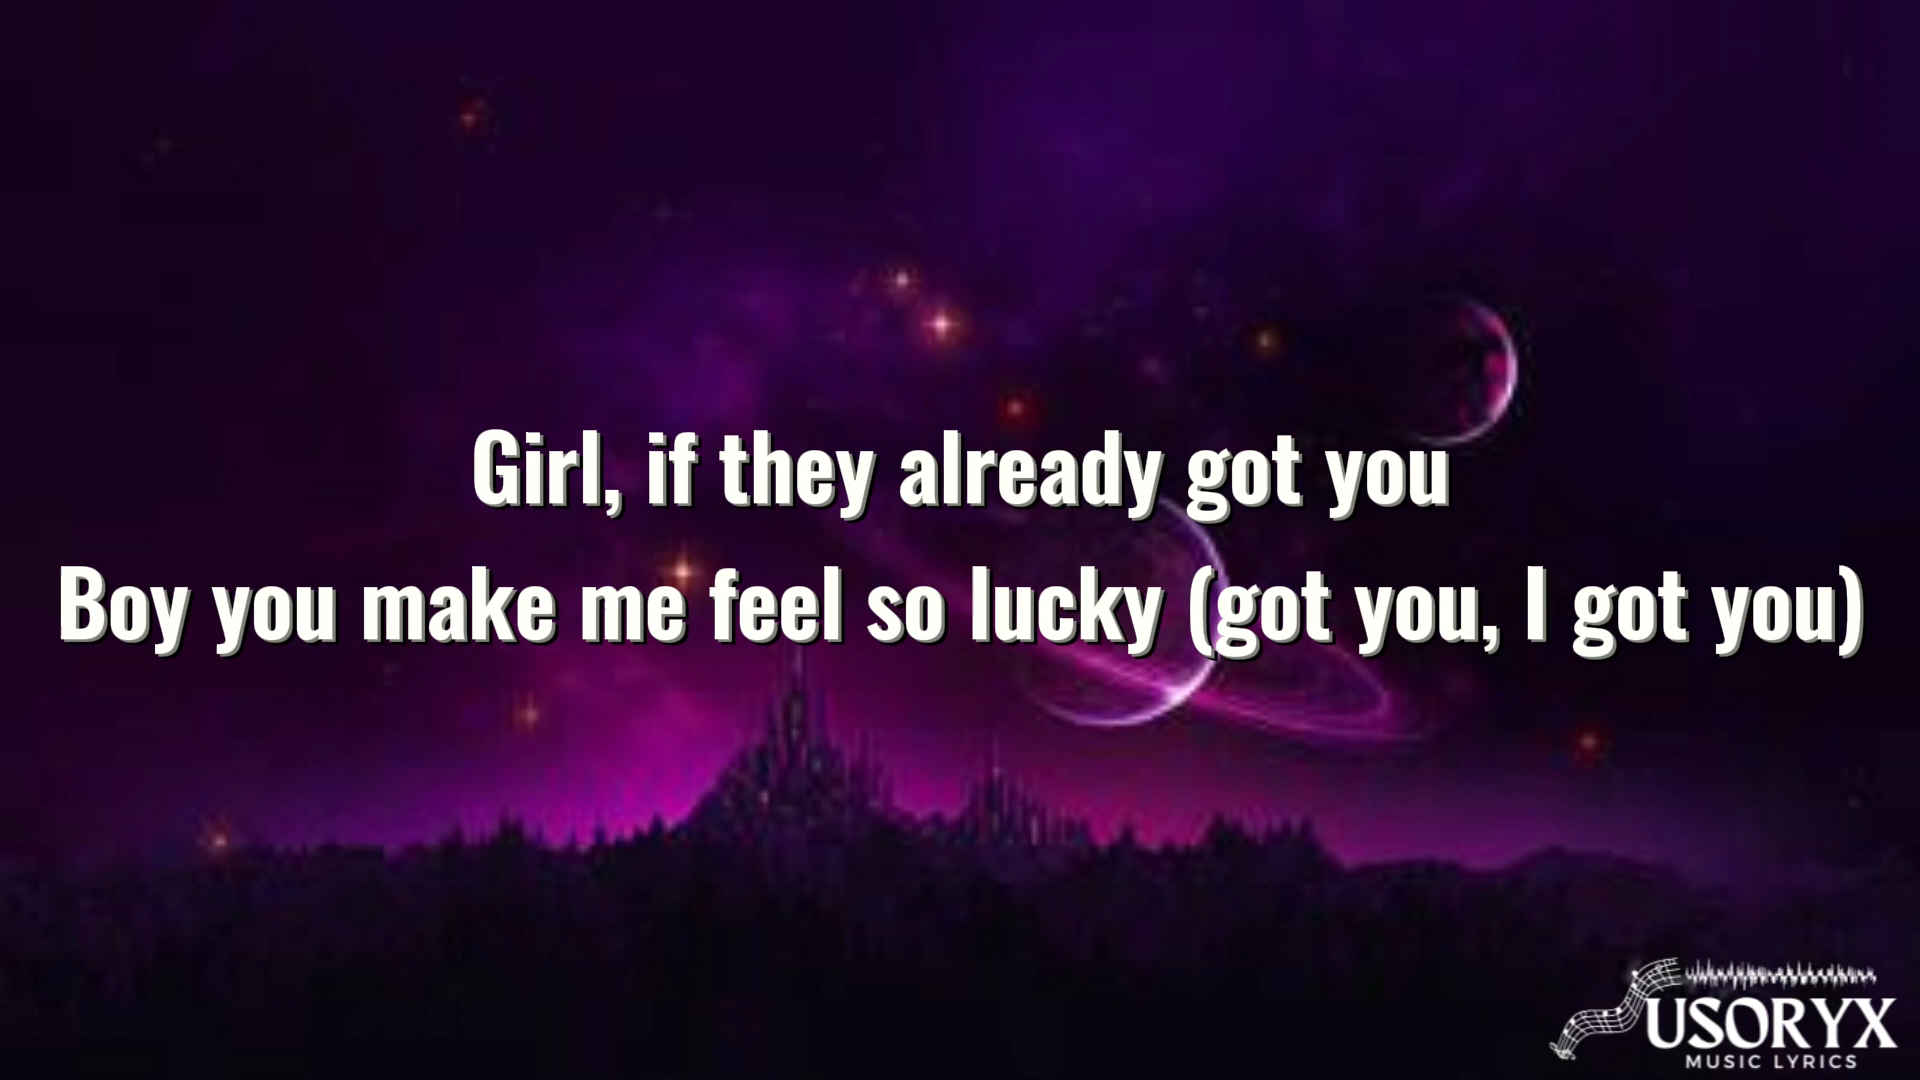 Girl, if they already got you
Boy you make me feel so lucky (got you, I got you)
USORYX
MUSIC LYRICS